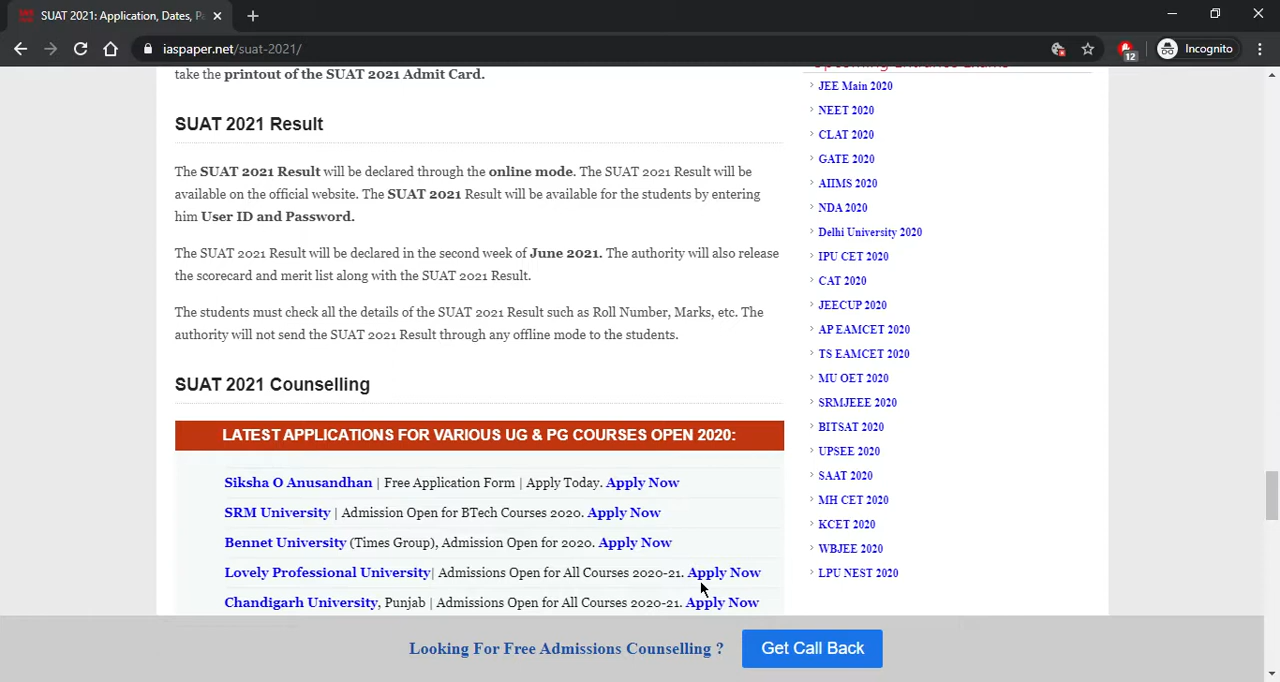 SUAT 2021: Application, Dates, P
iaspaper.net/suat-2021/
12
Incognito
take the printout of the SUAT 2021 Admit Card.
SUAT 2021 Result
The SUAT 2021 Result will be declared through the online mode. The SUAT 2021 Result will be
available on the official website. The SUAT 2021 Result will be available for the students by entering
him User ID and Password.
The SUAT 2021 Result will be declared in the second week of June 2021. The authority will also release
the scorecard and merit list along with the SUAT 2021 Result.
The students must check all the details of the SUAT 2021 Result such as Roll Number, Marks, etc. The
authority will not send the SUAT 2021 Result through any offline mode to the students.
SUAT 2021 Counselling
LATEST APPLICATIONS FOR VARIOUS UG & PG COURSES OPEN 2020:
Siksha O Anusandhan | Free Application Form | Apply Today. Apply Now
SRM University | Admission Open for BTech Courses 2020. Apply Now
Bennet University (Times Group), Admission Open for 2020. Apply Now
Lovely Professional University| Admissions Open for All Courses 2020-21. Apply Now
Chandigarh University, Punjab | Admissions Open for All Courses 2020-21. Apply Now
Upcoming Entrance Exams
JEE Main 2020
NEET 2020
CLAT 2020
GATE 2020
AIIMS 2020
NDA 2020
Delhi University 2020
IPU CET 2020
CAT 2020
JEECUP 2020
AP EAMCET 2020
TS EAMCET 2020
MU OET 2020
SRMJEEE 2020
BITSAT 2020
UPSEE 2020
SAAT 2020
MH CET 2020
KCET 2020
WBJEE 2020
LPU NEST 2020
Looking For Free Admissions Counselling ?
Get Call Back